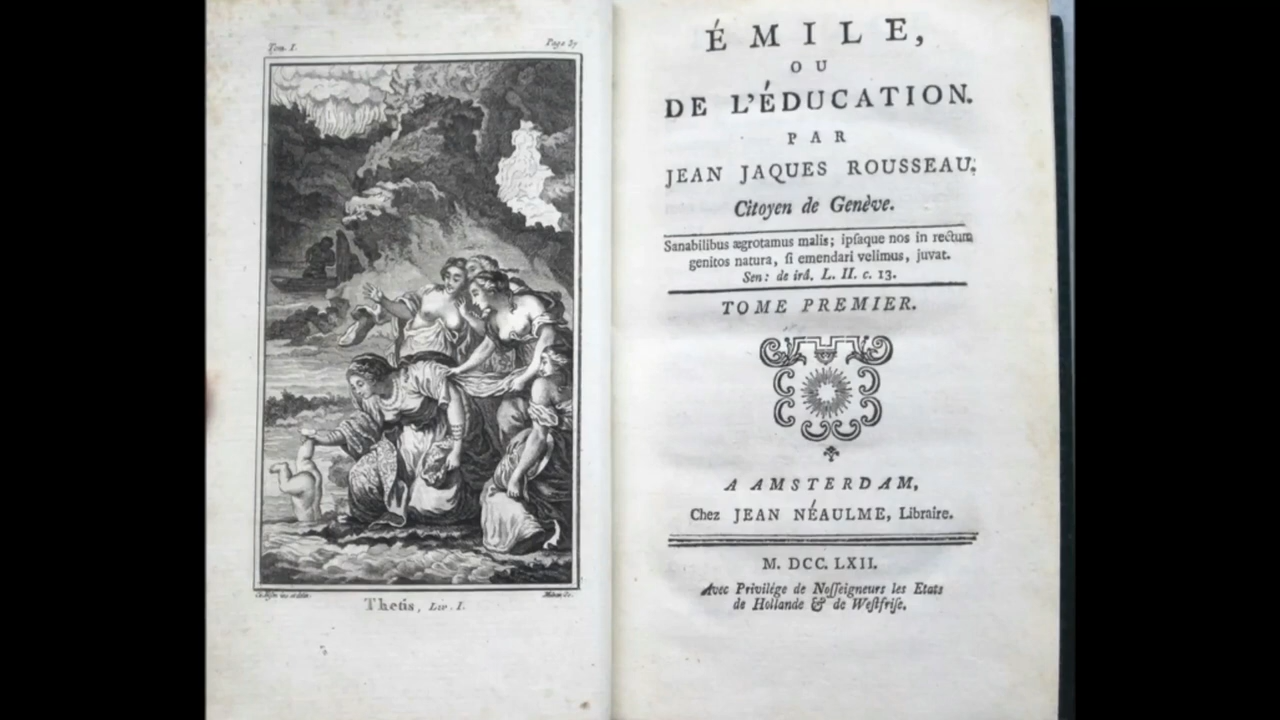 Tom. I. Page 37
Thetis, Liv. I.
ÉMILE,
OU
DE L'ÉDUCATION.
PAR
JEAN JAQUES ROUSSEAU,
Citoyen de Genève.
Sanabilibus ægrotamus malis; ipſaque nos in rectum
genitos natura, ſi emendari velimus, juvat.
Sen: de irâ. L. II. c. 13.
TOME PREMIER.
A AMSTERDAM,
Chez JEAN NÉAULME, Libraire.
M. DCC. LXII.
Avec Privilége de Noſſeigneurs les Etats
de Hollande & de Weſtfriſe.